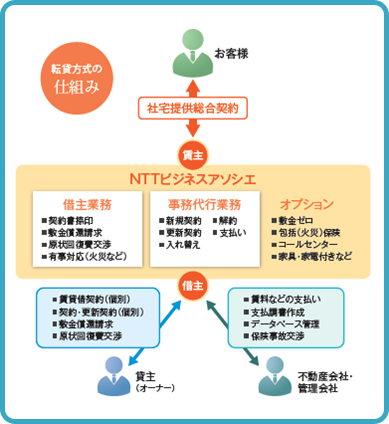 転貸方式の
仕組み
お客様
社宅提供総合契約
賃主
NTTビジネスアソシエ
借主業務
■契約書捺印
■敷金償還請求
■原状回復費交渉
■有事対応(火災など)
事務代行業務
■新規契約 ■解約
■更新契約 ■支払い
■入れ替え
オプション
■敷金ゼロ
■包括(火災)保険
■コールセンター
■家具・家電付きなど
借主
■賃貸借契約(個別)
■契約・更新契約(個別)
■敷金償還請求
■原状回復費交渉
■賃料などの支払い
■支払調書作成
■データベース管理
■保険事故交渉
貸主
(オーナー)
不動産会社・
管理会社